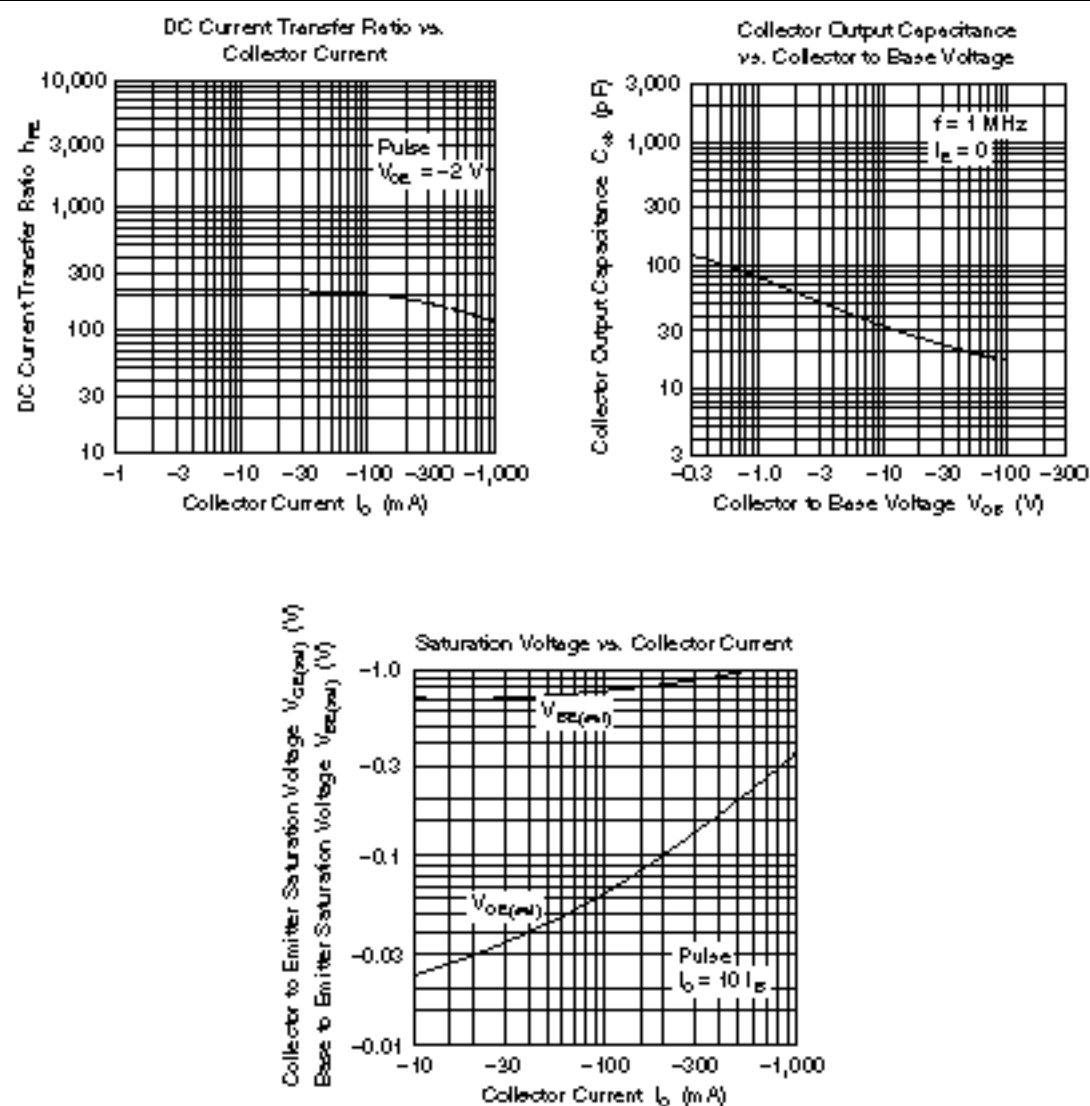 DC Current Transfer Ratio vs.
Collector Current
DC Current Transfer Ratio hFE
10,000
3,000
1,000
300
100
30
10
Pulse
VCE = –2 V
–1 –3 –10 –30 –100 –300 –1,000
Collector Current IC (mA)
Collector Output Capacitance
vs. Collector to Base Voltage
Collector Output Capacitance Cob (pF)
3,000
1,000
300
100
30
10
3
f = 1 MHz
IE = 0
–0.3 –1.0 –3 –10 –30 –100 –300
Collector to Base Voltage VCB (V)
Saturation Voltage vs. Collector Current
Collector to Emitter Saturation Voltage VCE(sat) (V)
Base to Emitter Saturation Voltage VBE(sat) (V)
–1.0
–0.3
–0.1
–0.03
–0.01
VBE(sat)
VCE(sat)
Pulse
IC = 10 IB
–10 –30 –100 –300 –1,000
Collector Current IC (mA)